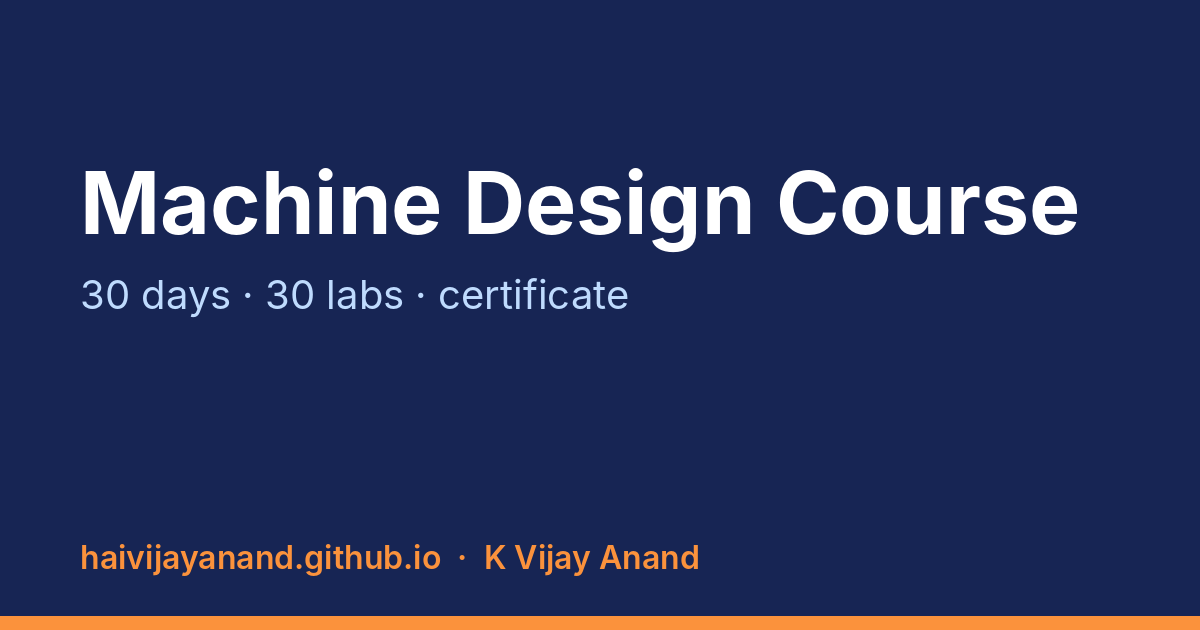 Machine Design Course
30 days · 30 labs · certificate
haivijayanand.github.io · K Vijay Anand